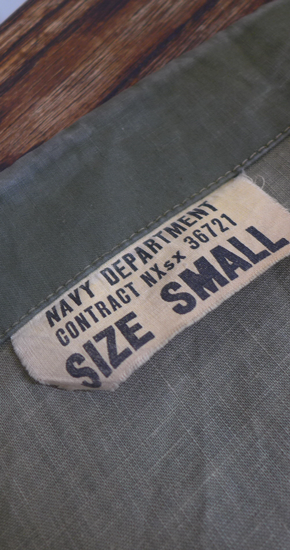 NAVY DEPARTMENT
CONTRACT NXsx 36721
SIZE SMALL